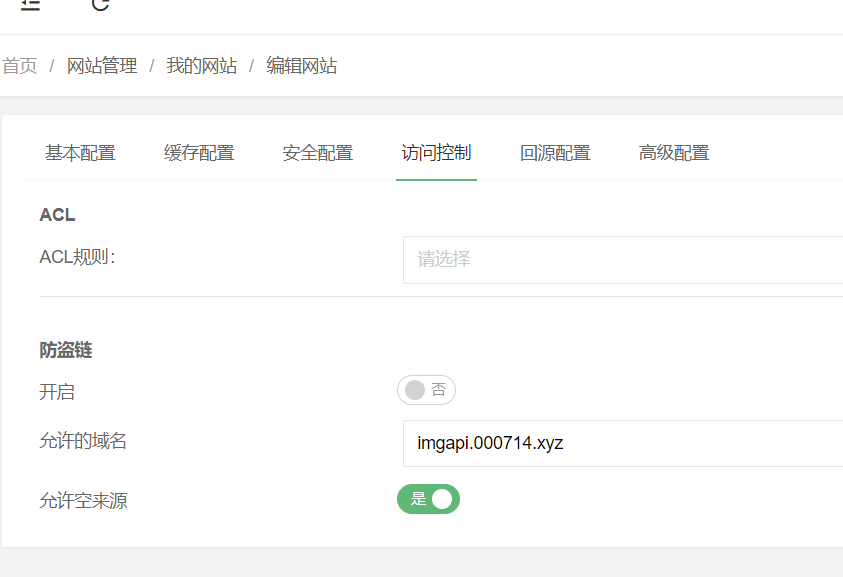 首页 / 网站管理 / 我的网站 / 编辑网站
基本配置 缓存配置 安全配置 访问控制 回源配置 高级配置
ACL
ACL规则： 请选择
防盗链
开启 否
允许的域名 imgapi.000714.xyz
允许空来源 是